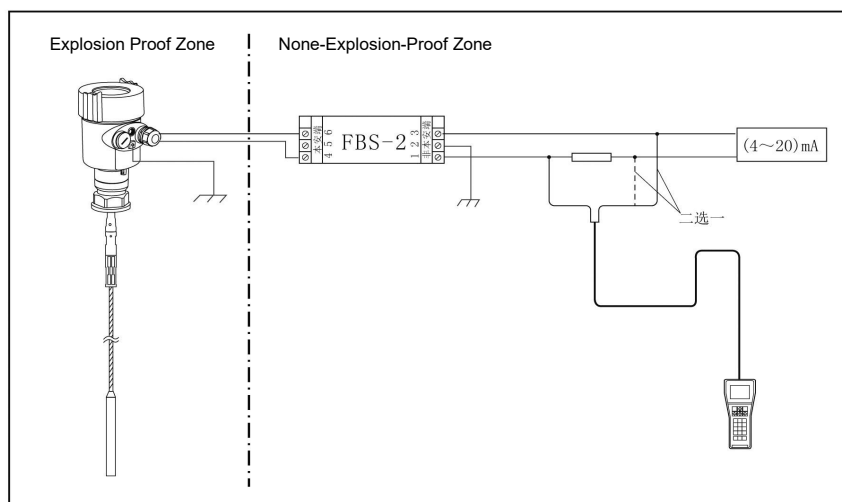 Explosion Proof Zone
None-Explosion-Proof Zone
本安端
4 5 6
FBS-2
1 2 3
非本安端
(4～20)mA
二选一